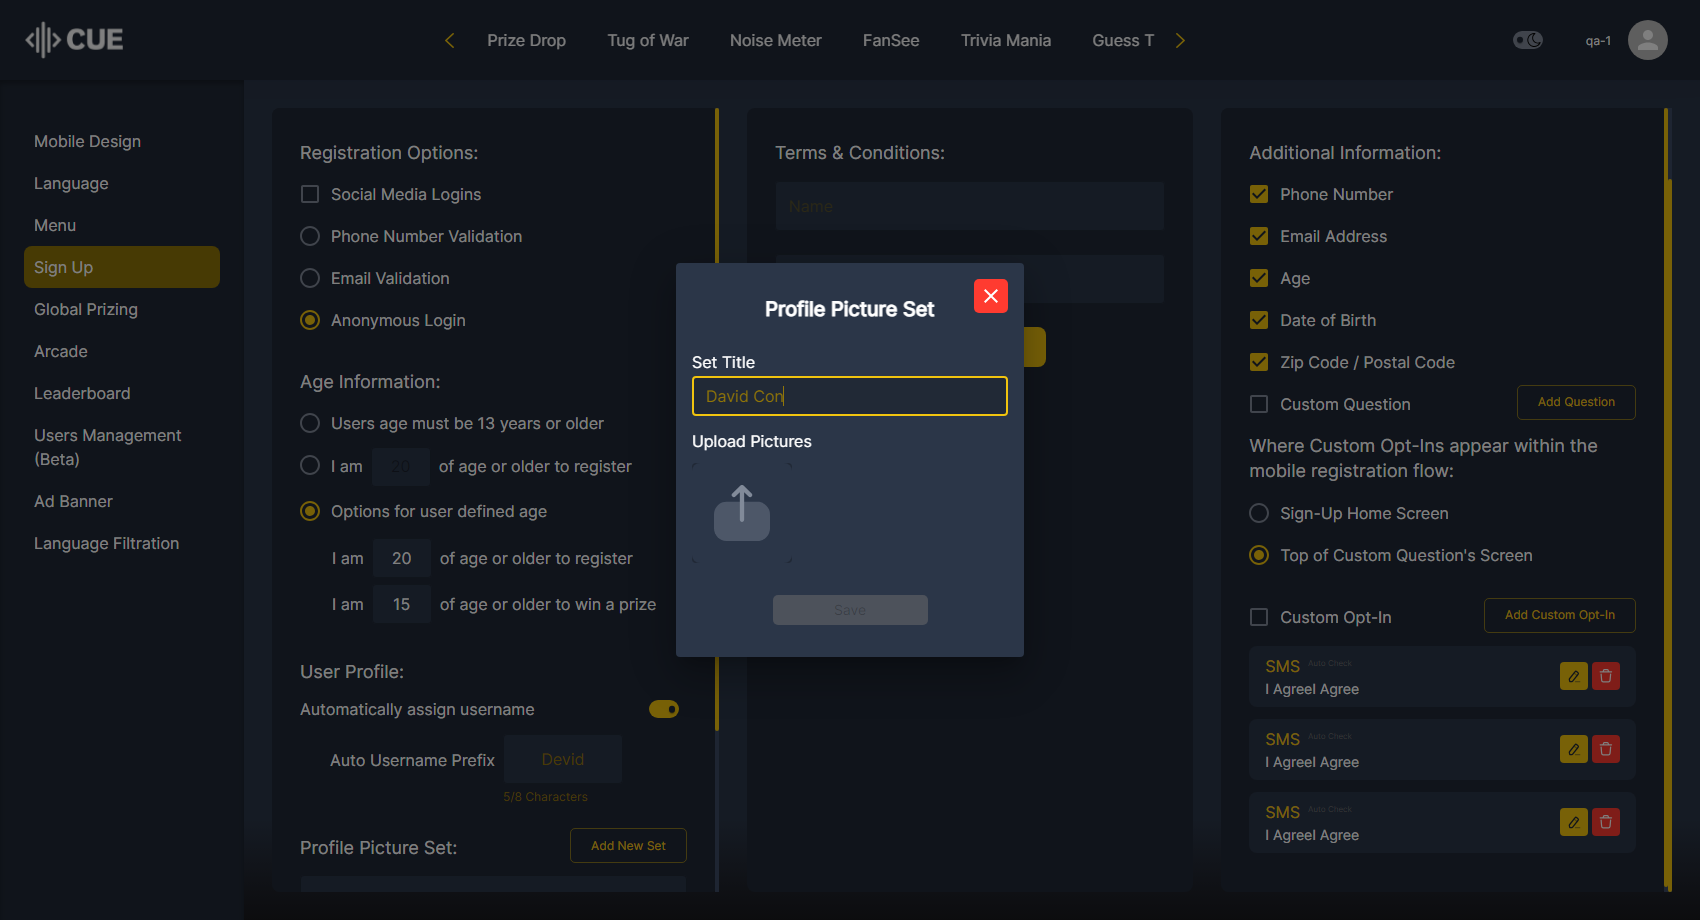 CUE
Prize Drop
Tug of War
Noise Meter
FanSee
Trivia Mania
Guess T
qa-1
Mobile Design
Language
Menu
Sign Up
Global Prizing
Arcade
Leaderboard
Users Management
(Beta)
Ad Banner
Language Filtration
Registration Options:
Social Media Logins
Phone Number Validation
Email Validation
Anonymous Login
Age Information:
Users age must be 13 years or older
I am 20 of age or older to register
Options for user defined age
I am 20 of age or older to register
I am 15 of age or older to win a prize
User Profile:
Automatically assign username
Auto Username Prefix Devid
5/8 Characters
Profile Picture Set: Add New Set
Terms & Conditions:
Name
Profile Picture Set
Set Title
David Con
Upload Pictures
Save
Additional Information:
Phone Number
Email Address
Age
Date of Birth
Zip Code / Postal Code
Custom Question Add Question
Where Custom Opt-Ins appear within the
mobile registration flow:
Sign-Up Home Screen
Top of Custom Question's Screen
Custom Opt-In Add Custom Opt-In
SMS Auto Check
I AgreeI Agree
SMS Auto Check
I AgreeI Agree
SMS Auto Check
I AgreeI Agree